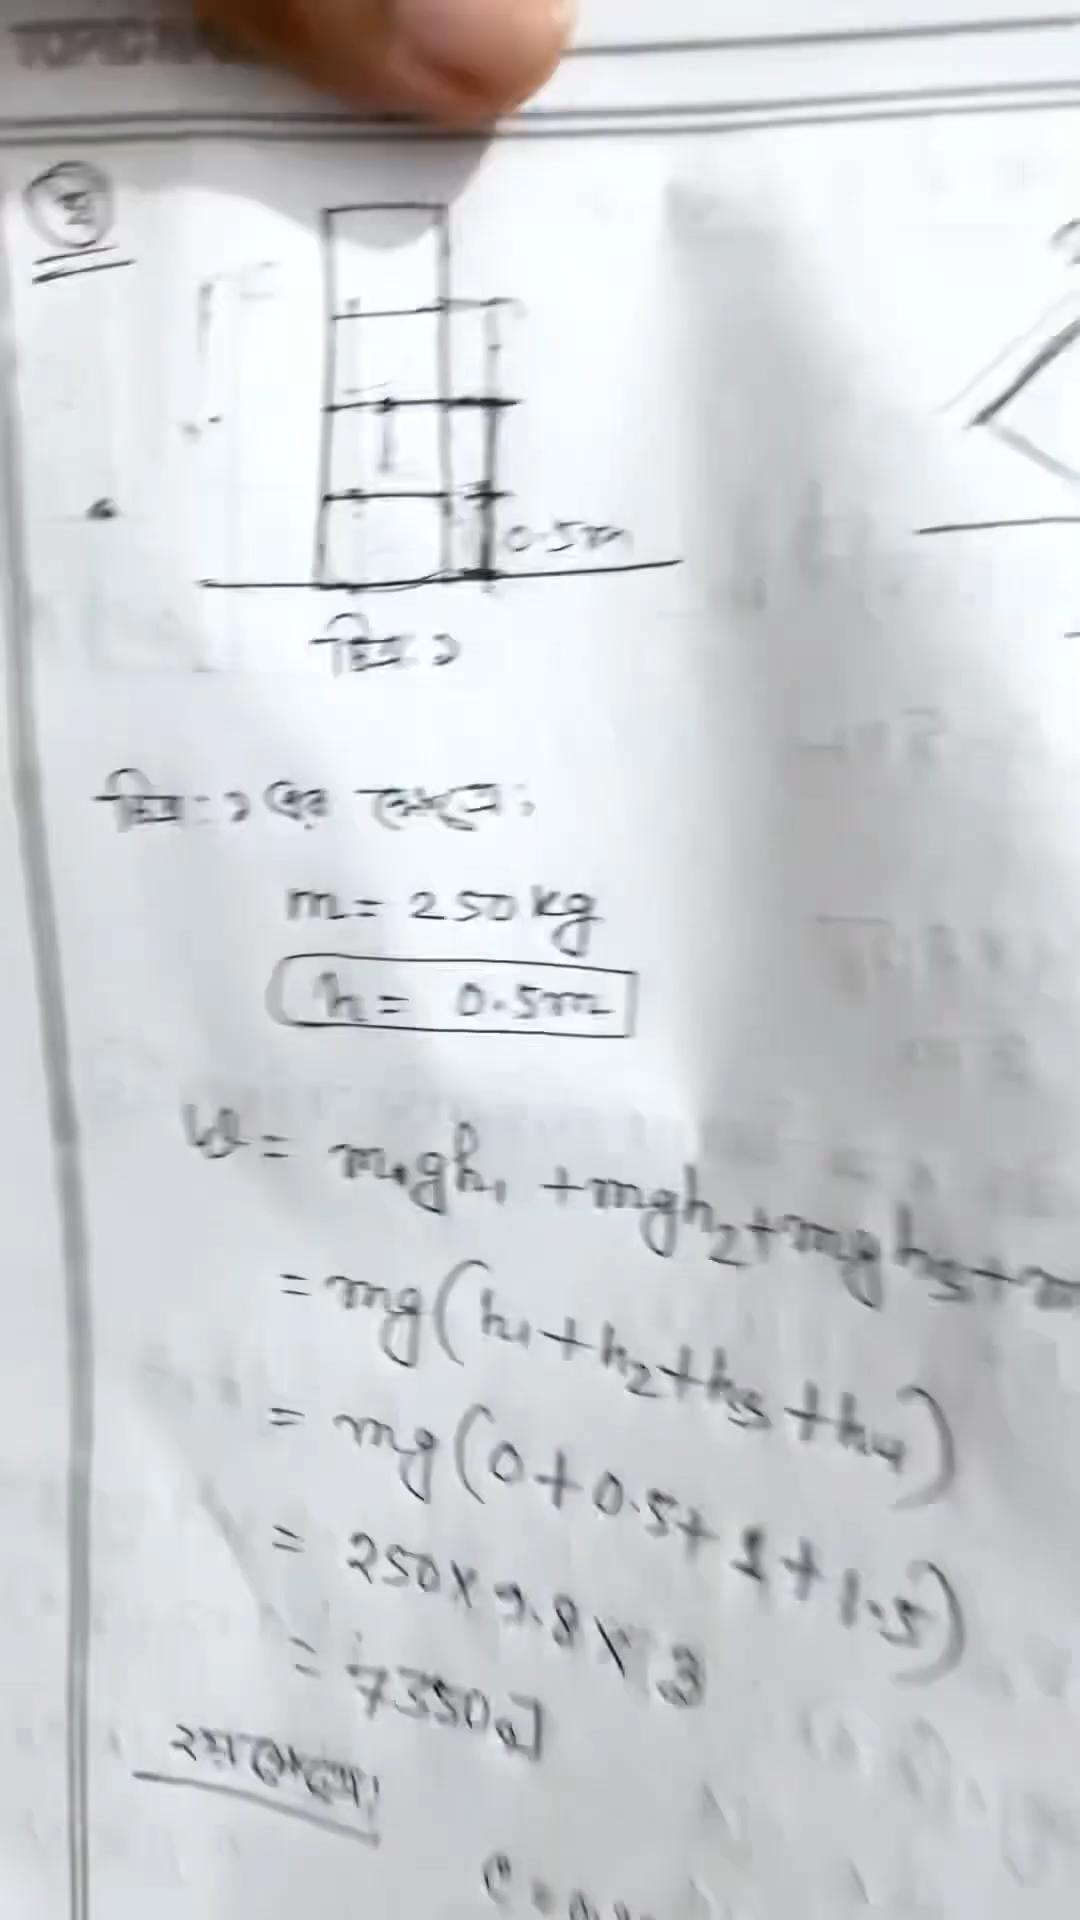 0.5m
চিত্র: ১
চিত্র: ১ এর ক্ষেত্রে:
m = 250 kg
h = 0.5m
W = m₁gh₁ + mgh₂ + mgh₃ + m
= mg(h₁ + h₂ + h₃ + h₄)
= mg(0 + 0.5 + 1 + 1.5)
= 250 × 9.8 × 3
= 7350J
২য় ক্ষেত্রে: